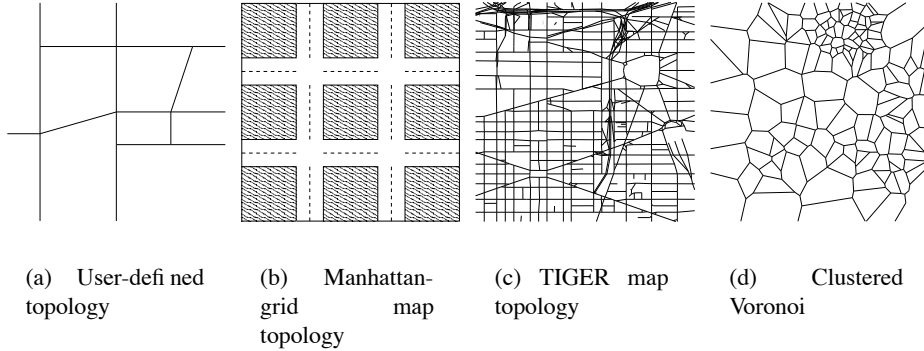 (a) User-defi ned
topology
(b) Manhattan-
grid map
topology
(c) TIGER map
topology
(d) Clustered
Voronoi